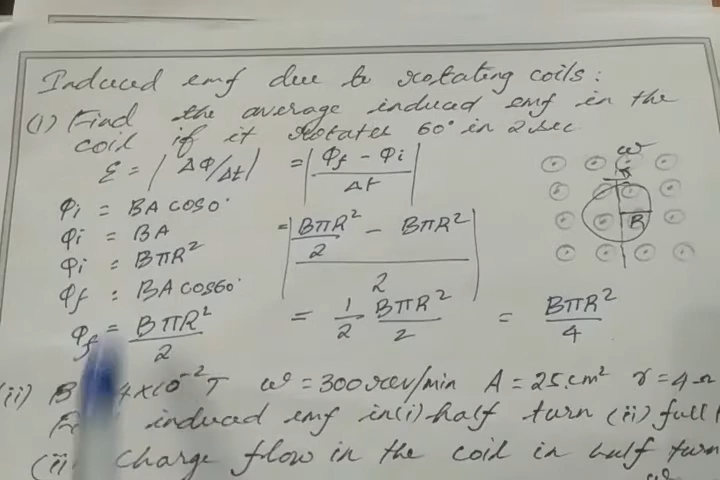 Induced emf due to rotating coils:
(1) Find the average induced emf in the
coil if it rotates 60° in 2 sec
ε = |ΔΦ/Δt| = |Φf - Φi / Δt|
Φi = BA cos0°
Φi = BA
Φi = BπR²
= |BπR²/2 - BπR² / 2|
Φf = BA cos60°
Φf = BπR²/2
= 1/2 BπR²/2 = BπR²/4
ω
R
(ii) B 4×10⁻² T ω = 300 rev/min A = 25 cm² r = 4 Ω
induced emf in (i) half turn (ii) full
charge flow in the coil in half turn